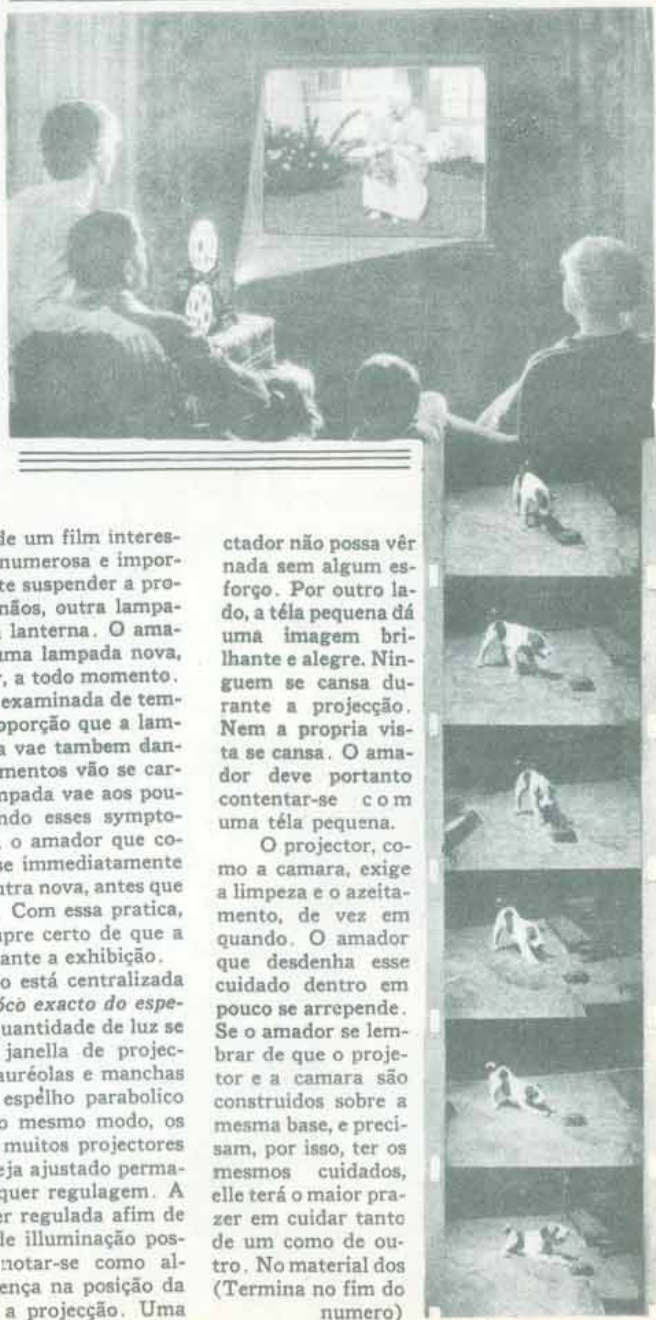 de um film interes-
numerosa e impor-
te suspender a pro-
nãos, outra lampa-
lanterna. O ama-
uma lampada nova,
, a todo momento.
examinada de tem-
oporção que a lam-
a vae tambem dan-
mentos vão se car-
mpada vae aos pou-
ndo esses sympto-
, o amador que co-
se immediatamente
utra nova, antes que
. Com essa pratica,
pre certo de que a
ante a exhibição.
o está centralizada
óco exacto do espe-
uantidade de luz se
janella de projec-
auréolas e manchas
espêlho parabolico
o mesmo modo, os
muitos projectores
eja ajustado perma-
quer regulagem. A
er regulada afim de
de illuminação pos-
notar-se como al-
ença na posição da
a projecção. Uma
ctador não possa vêr
nada sem algum es-
forço. Por outro la-
do, a téla pequena dá
uma imagem bri-
lhante e alegre. Nin-
guem se cansa du-
rante a projecção.
Nem a propria vis-
ta se cansa. O ama-
dor deve portanto
contentar-se com
uma téla pequena.
O projector, co-
mo a camara, exige
a limpeza e o azeita-
mento, de vez em
quando. O amador
que desdenha esse
cuidado dentro em
pouco se arrepende.
Se o amador se lem-
brar de que o proje-
tor e a camara são
construidos sobre a
mesma base, e preci-
sam, por isso, ter os
mesmos cuidados,
elle terá o maior pra-
zer em cuidar tanto
de um como de ou-
tro. No material dos
(Termina no fim do
numero)